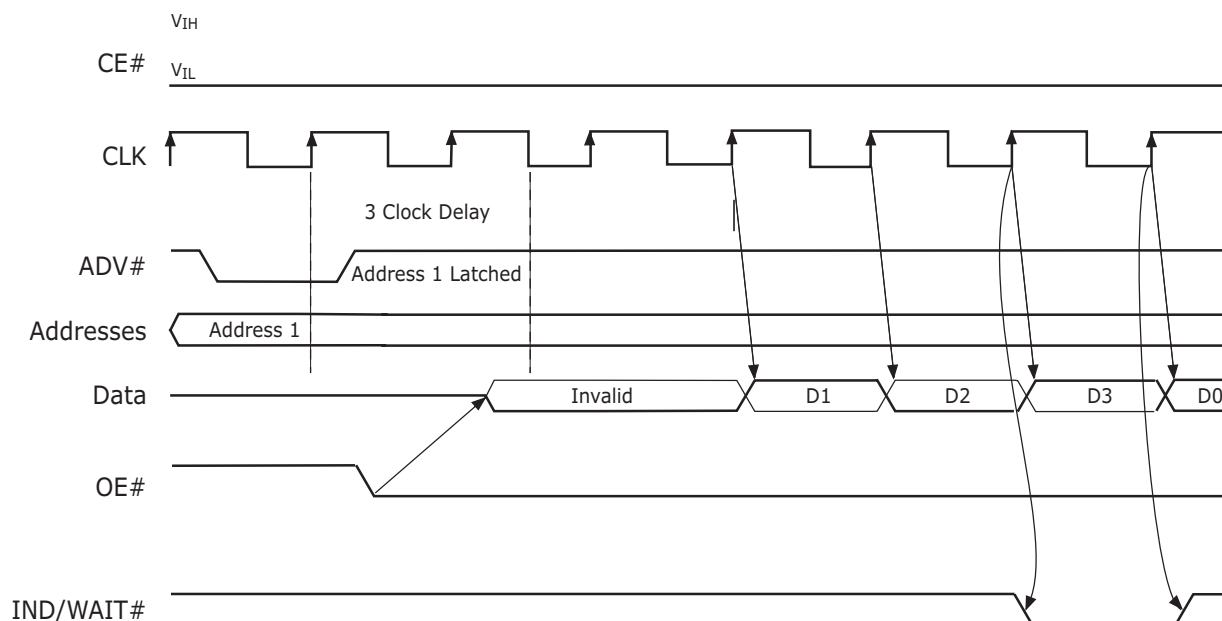 VIH
CE#
VIL
CLK
3 Clock Delay
ADV#
Address 1 Latched
Addresses
Address 1
Data
Invalid
D1
D2
D3
D0
OE#
IND/WAIT#